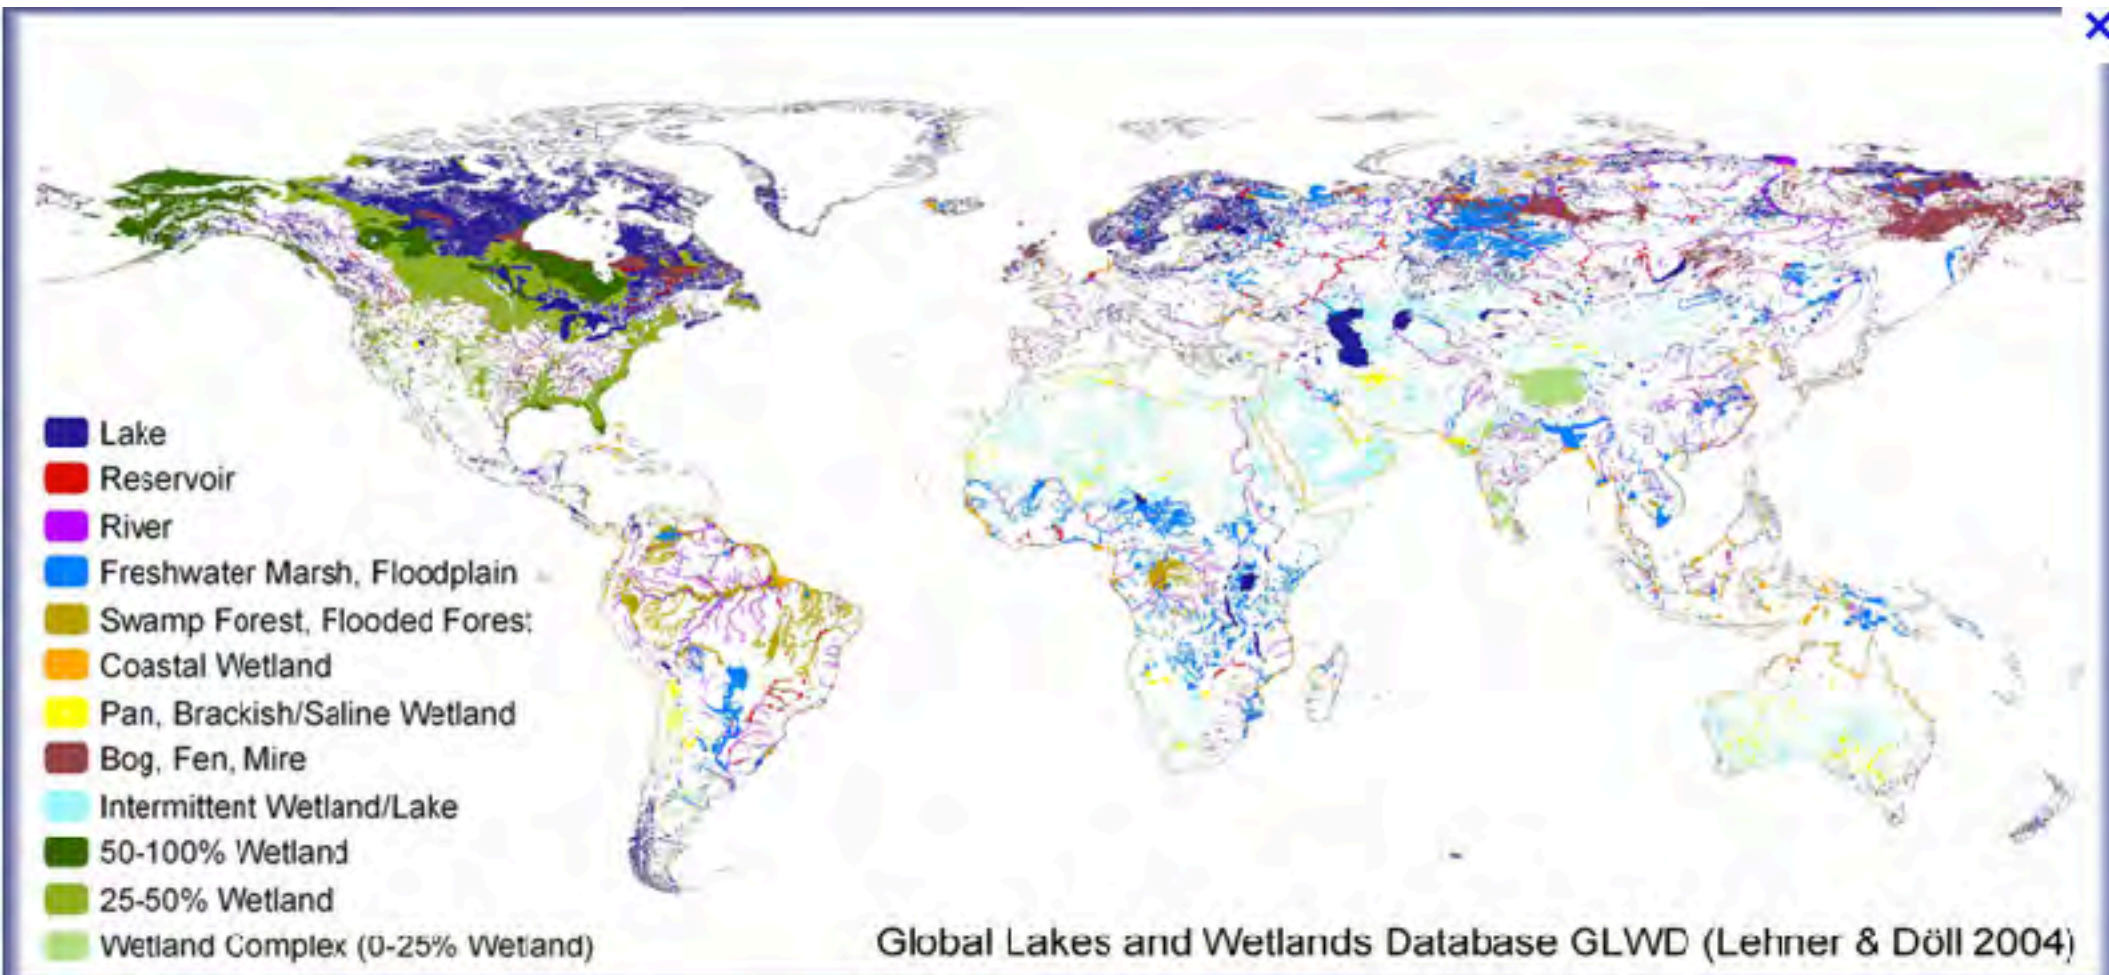 Lake
Reservoir
River
Freshwater Marsh, Floodplain
Swamp Forest, Flooded Forest
Coastal Wetland
Pan, Brackish/Saline Wetland
Bog, Fen, Mire
Intermittent Wetland/Lake
50-100% Wetland
25-50% Wetland
Wetland Complex (0-25% Wetland)
Global Lakes and Wetlands Database GLWD (Lehner & Döll 2004)